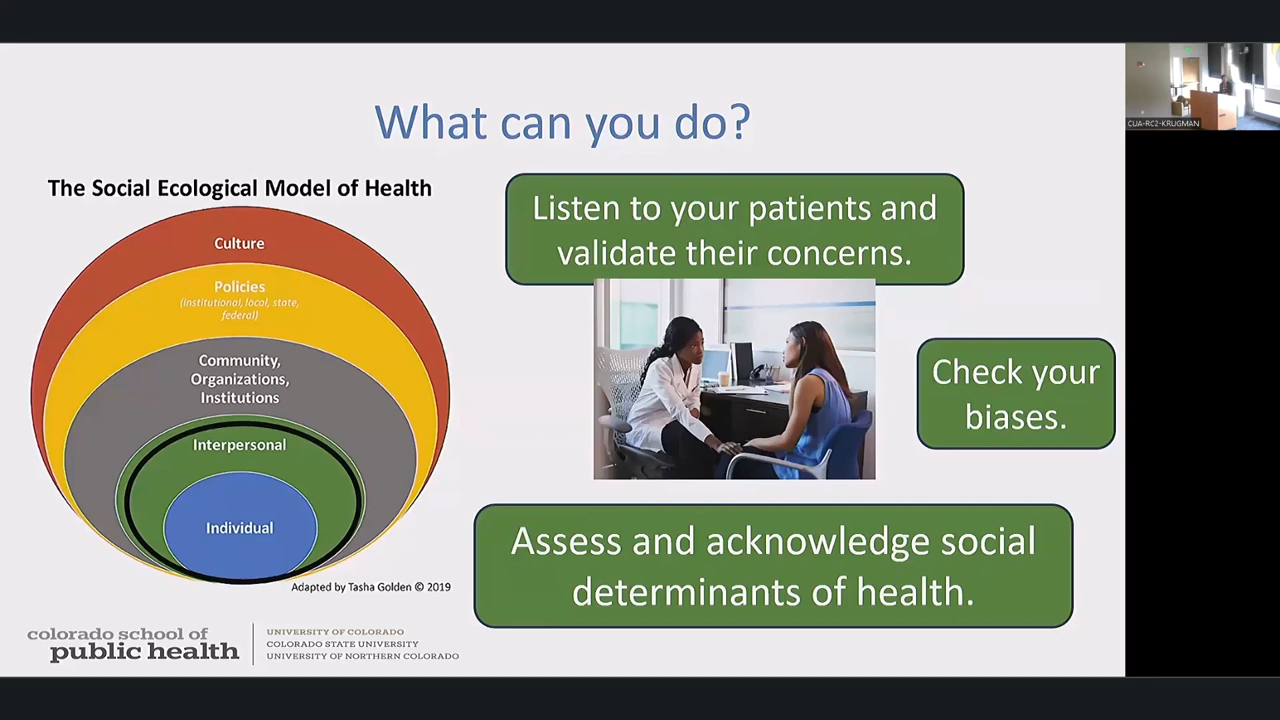 What can you do?
The Social Ecological Model of Health
Culture
Policies
(institutional, local, state,
federal)
Community,
Organizations,
Institutions
Interpersonal
Individual
Adapted by Tasha Golden © 2019
Listen to your patients and
validate their concerns.
Check your
biases.
Assess and acknowledge social
determinants of health.
colorado school of
public health
UNIVERSITY OF COLORADO
COLORADO STATE UNIVERSITY
UNIVERSITY OF NORTHERN COLORADO
CUA-RC2-KRUGMAN